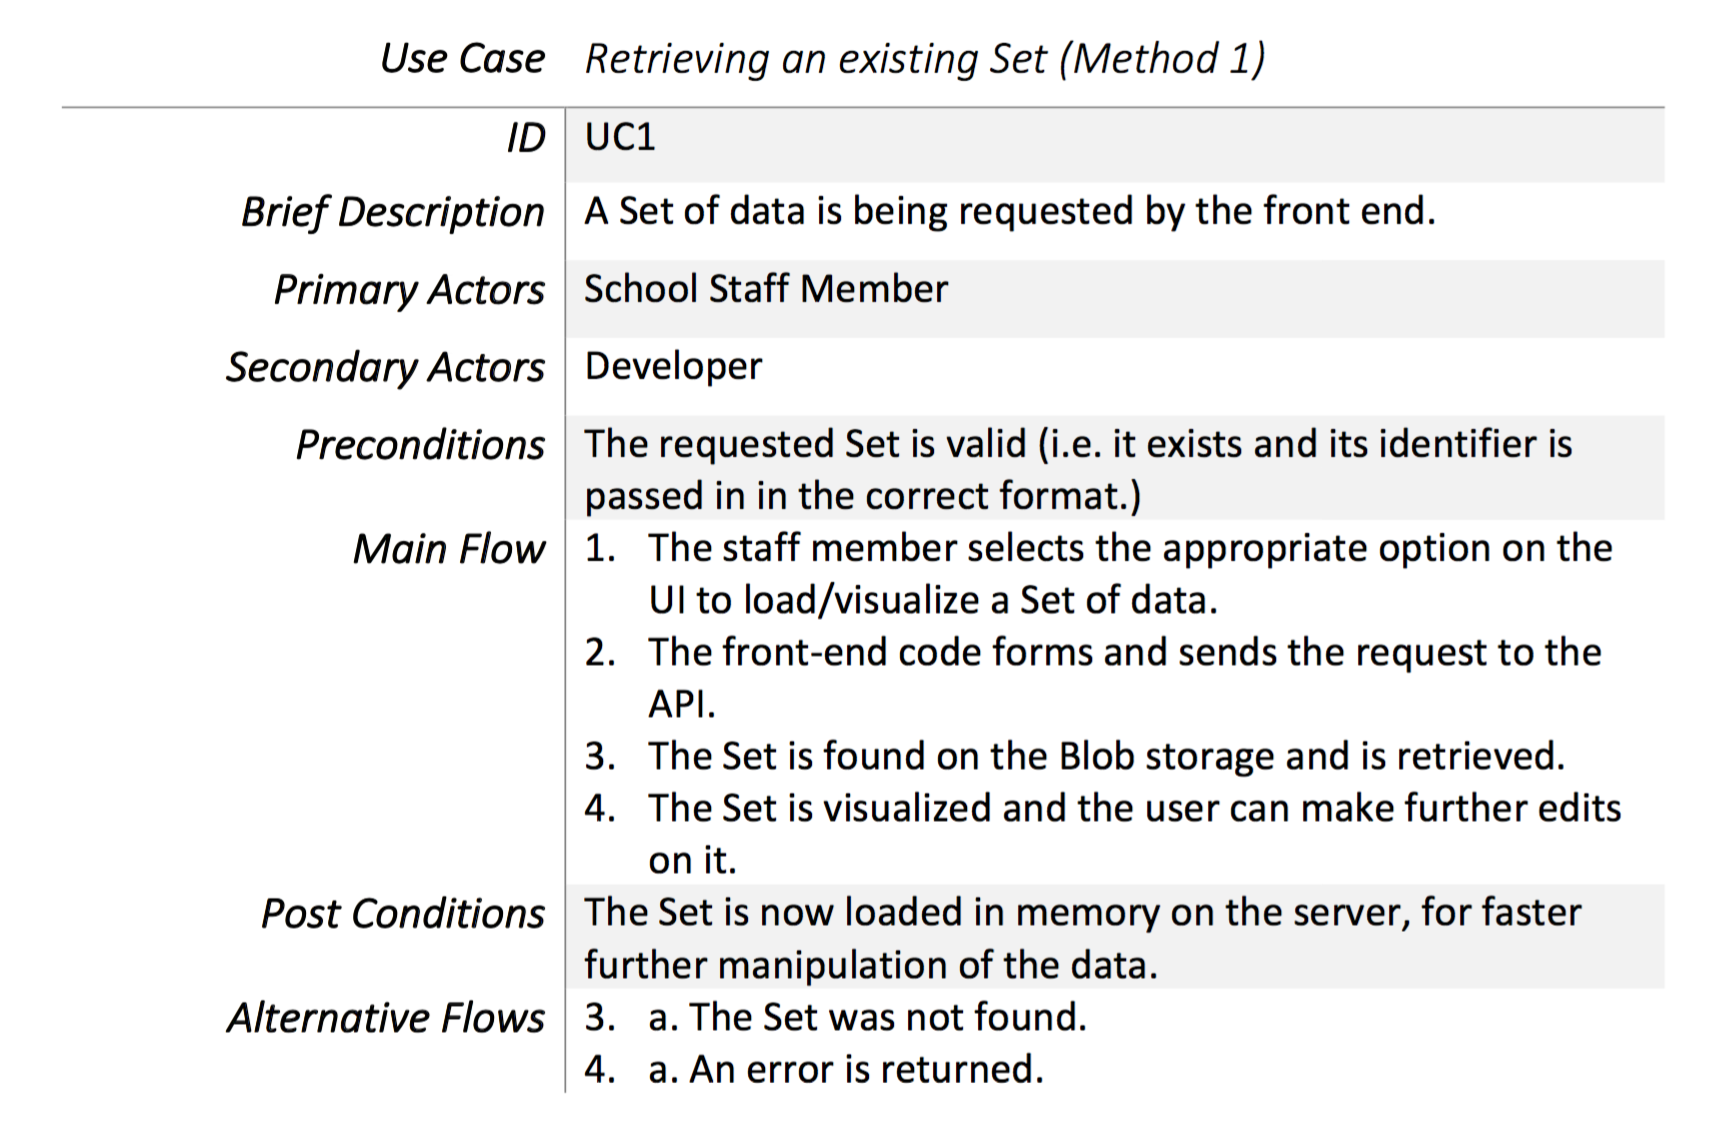 Use Case Retrieving an existing Set (Method 1)
ID UC1
Brief Description A Set of data is being requested by the front end.
Primary Actors School Staff Member
Secondary Actors Developer
Preconditions The requested Set is valid (i.e. it exists and its identifier is
passed in in the correct format.)
Main Flow 1. The staff member selects the appropriate option on the
UI to load/visualize a Set of data.
2. The front-end code forms and sends the request to the
API.
3. The Set is found on the Blob storage and is retrieved.
4. The Set is visualized and the user can make further edits
on it.
Post Conditions The Set is now loaded in memory on the server, for faster
further manipulation of the data.
Alternative Flows 3. a. The Set was not found.
4. a. An error is returned.